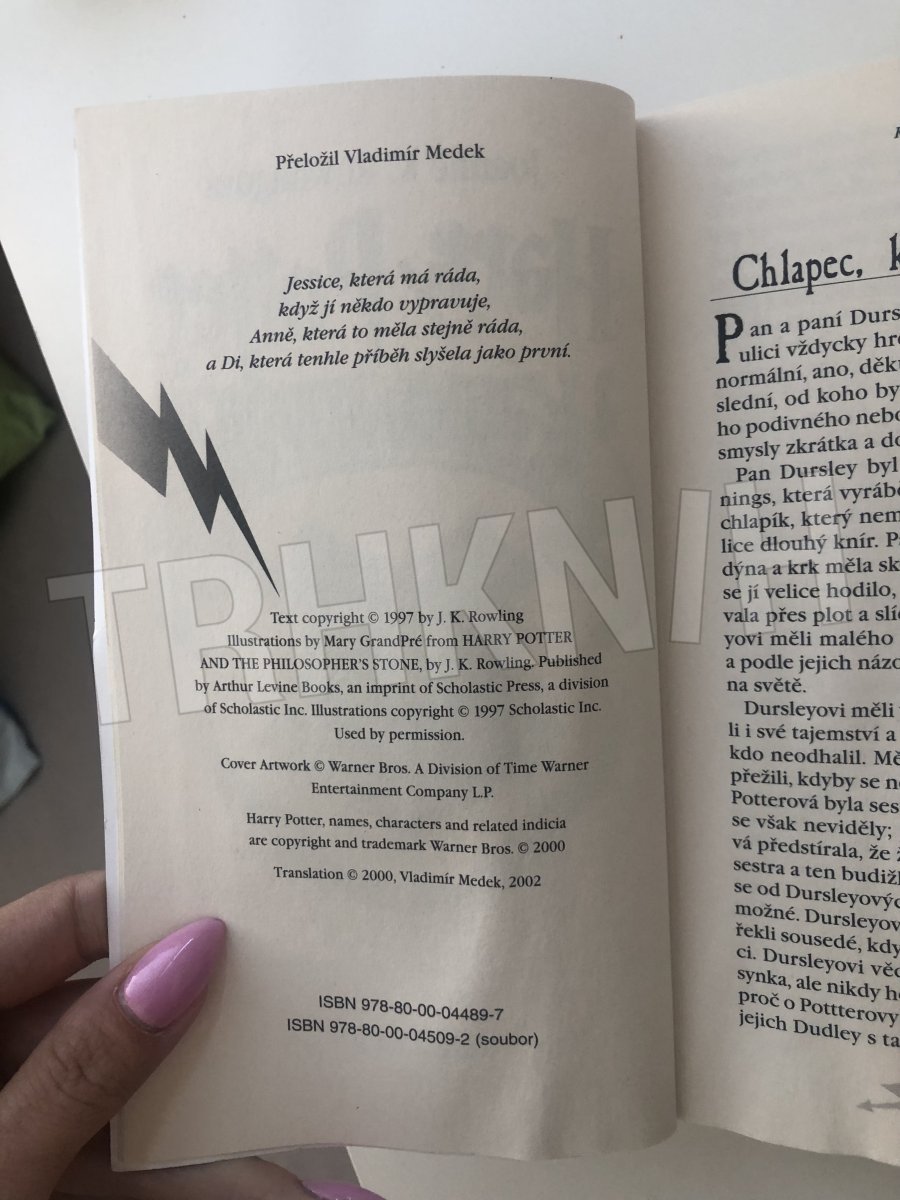 Přeložil Vladimír Medek
Jessice, která má ráda,
když jí někdo vypravuje,
Anně, která to měla stejně ráda,
a Di, která tenhle příběh slyšela jako první.
Text copyright © 1997 by J. K. Rowling
Illustrations by Mary GrandPré from HARRY POTTER
AND THE PHILOSOPHER'S STONE, by J. K. Rowling. Published
by Arthur Levine Books, an imprint of Scholastic Press, a division
of Scholastic Inc. Illustrations copyright © 1997 Scholastic Inc.
Used by permission.
Cover Artwork © Warner Bros. A Division of Time Warner
Entertainment Company L.P.
Harry Potter, names, characters and related indicia
are copyright and trademark Warner Bros. © 2000
Translation © 2000, Vladimír Medek, 2002
ISBN 978-80-00-04489-7
ISBN 978-80-00-04509-2 (soubor)
Chlapec, k
Pan a paní Durs
ulici vždycky hr
normální, ano, děk
slední, od koho by
ho podivného neb
smysly zkrátka a d
Pan Dursley byl
nings, která vyráb
chlapík, který nem
lice dlouhý knír. P
dýna a krk měla sk
se jí velice hodilo,
vala přes plot a slí
yovi měli malého
a podle jejich názo
na světě.
Dursleyovi měli
li i své tajemství a
kdo neodhalil. Mě
přežili, kdyby se n
Potterová byla ses
se však neviděly;
vá předstírala, že
sestra a ten budiž
se od Dursleyovýc
možné. Dursleyov
řekli sousedé, kdy
ci. Dursleyovi věd
synka, ale nikdy h
proč o Pottterovy
jejich Dudley s ta
TRHKNIH